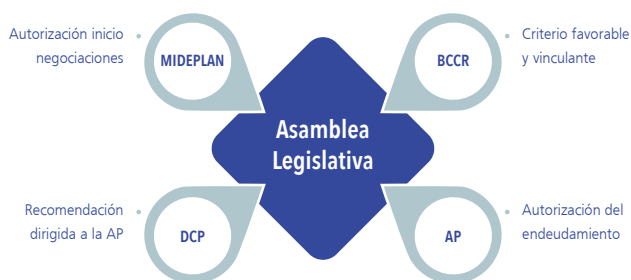 Autorización inicio
negociaciones
MIDEPLAN
BCCR
Criterio favorable
y vinculante
Asamblea
Legislativa
Recomendación
dirigida a la AP
DCP
AP
Autorización del
endeudamiento